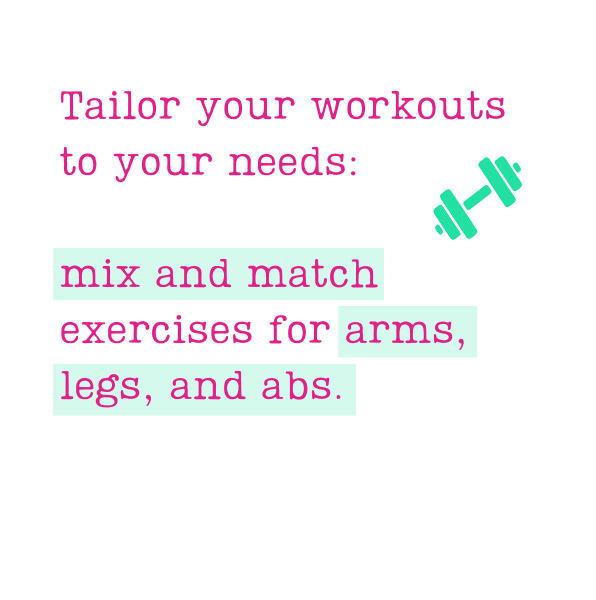 Tailor your workouts
to your needs:
mix and match
exercises for arms,
legs, and abs.